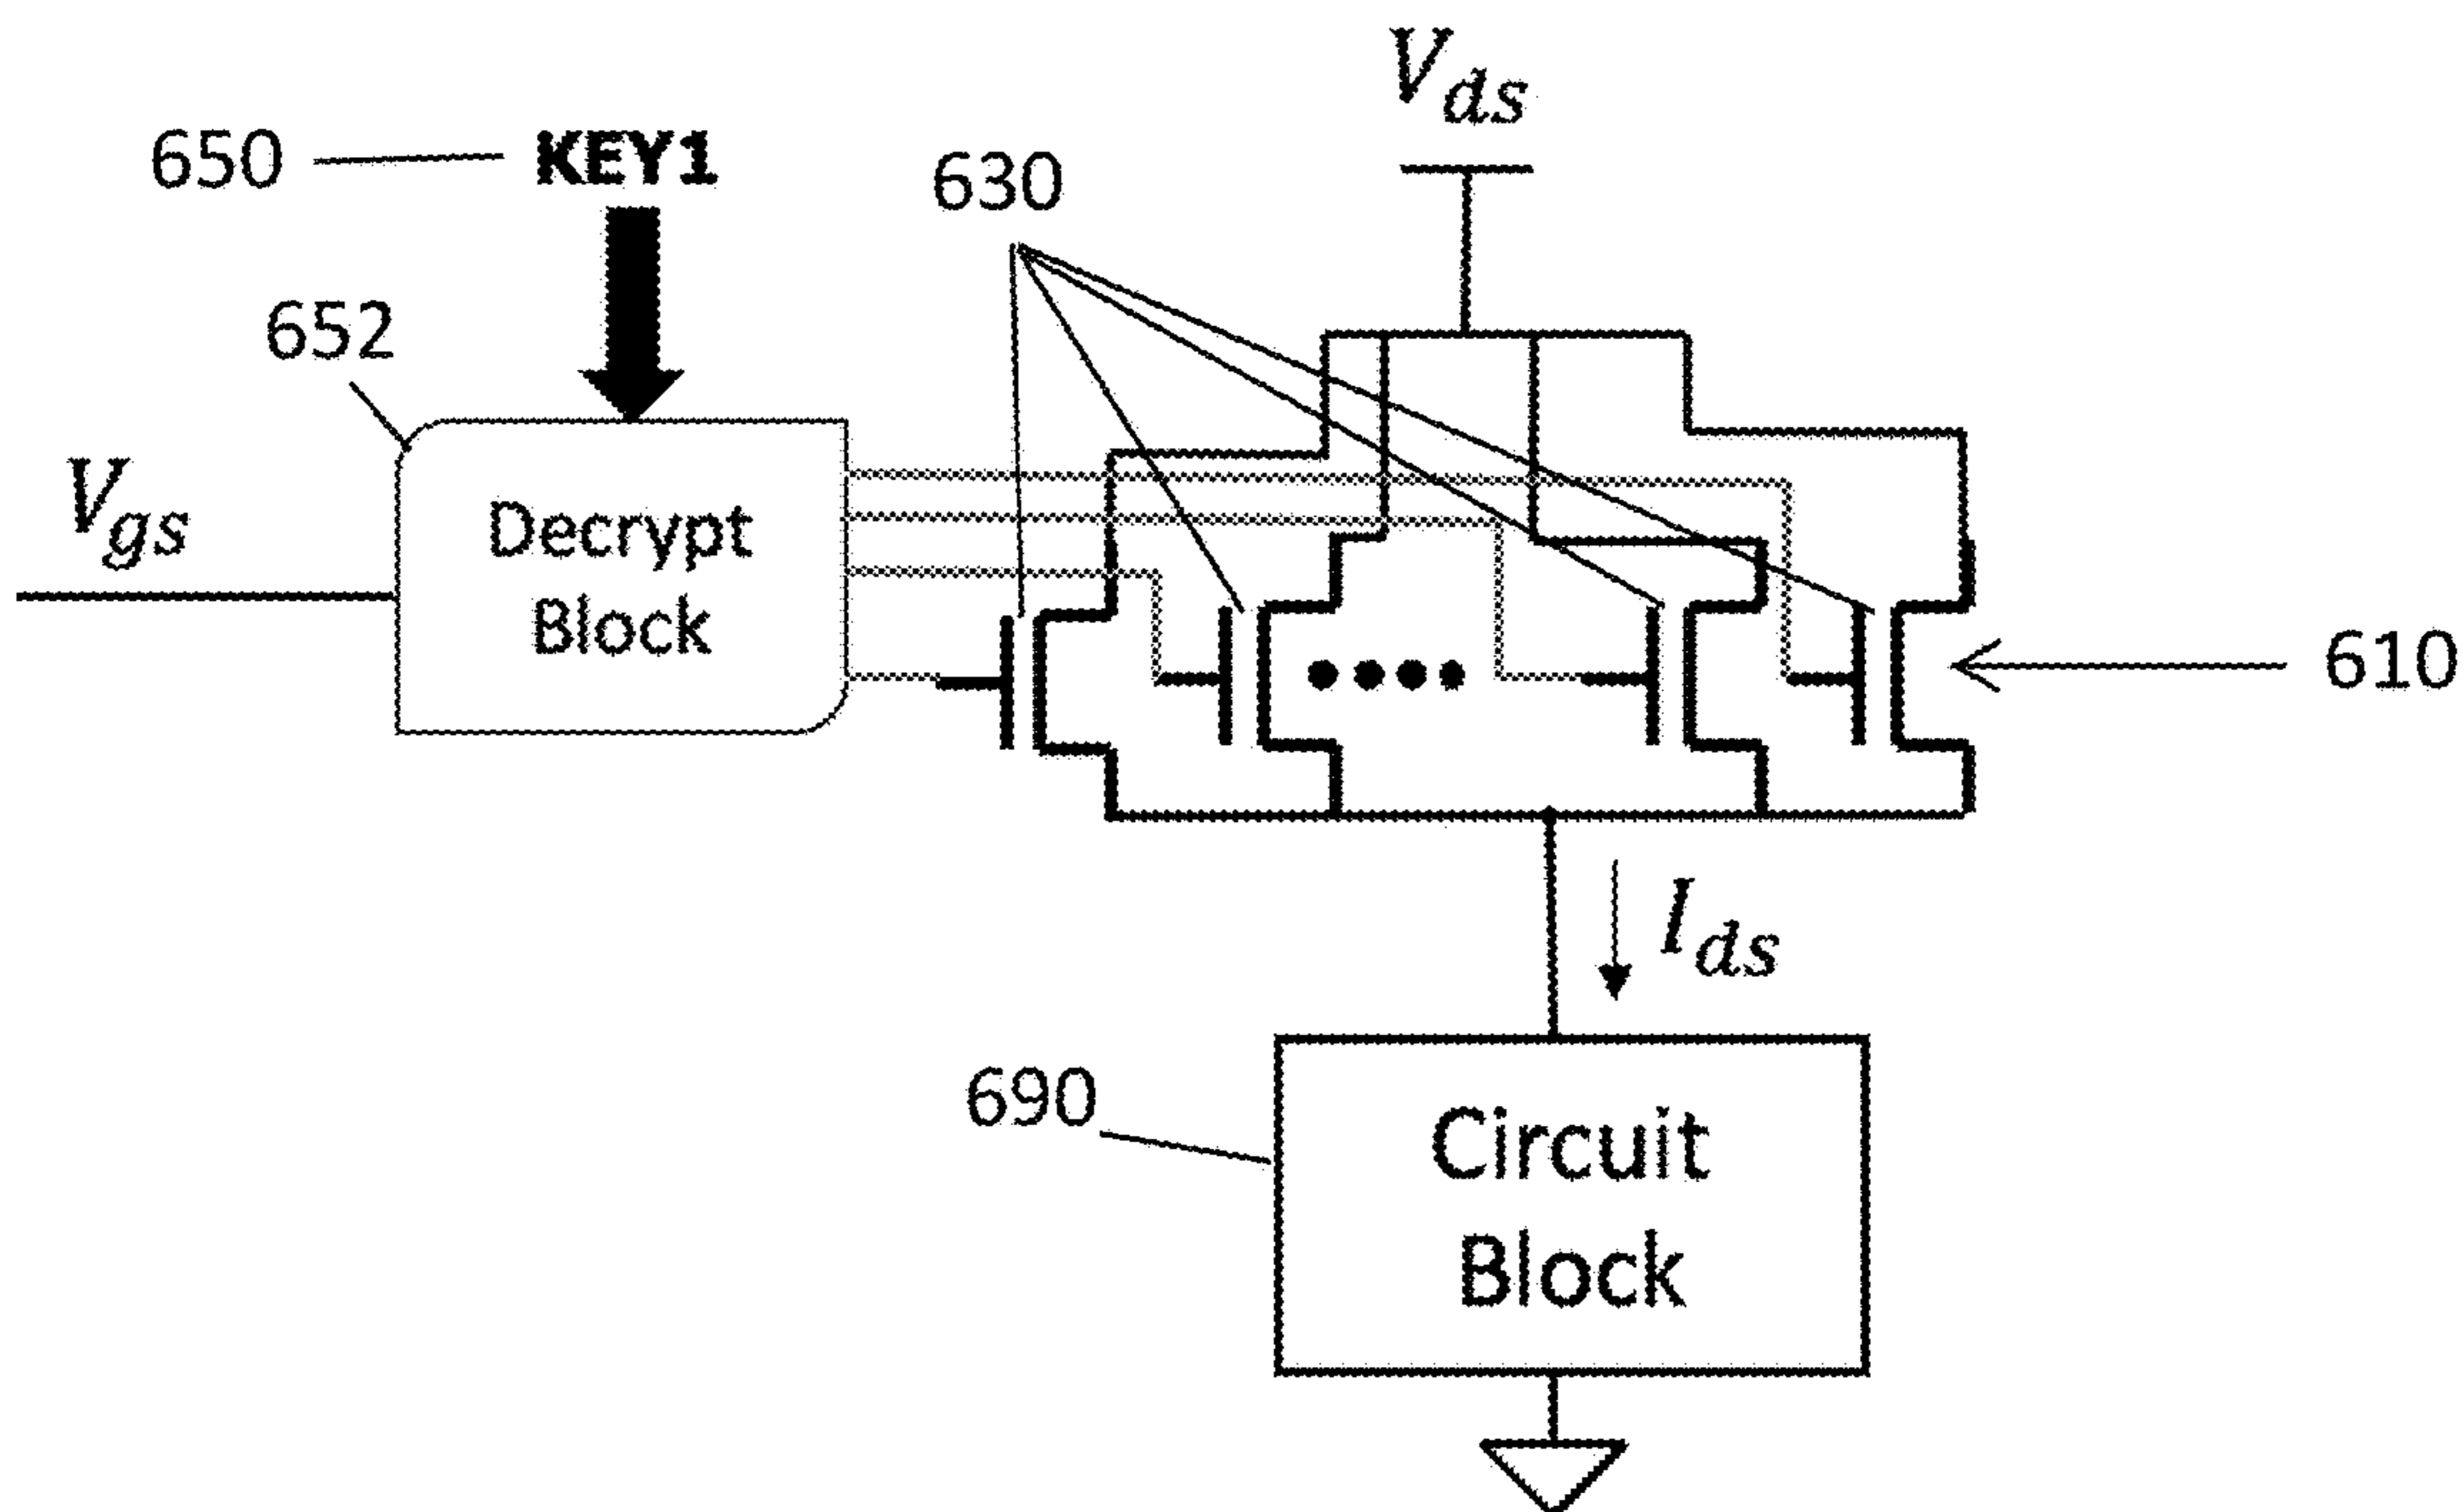 V_ds
650
KEY1
630
652
V_gs
Decrypt
Block
610
I_ds
690
Circuit
Block